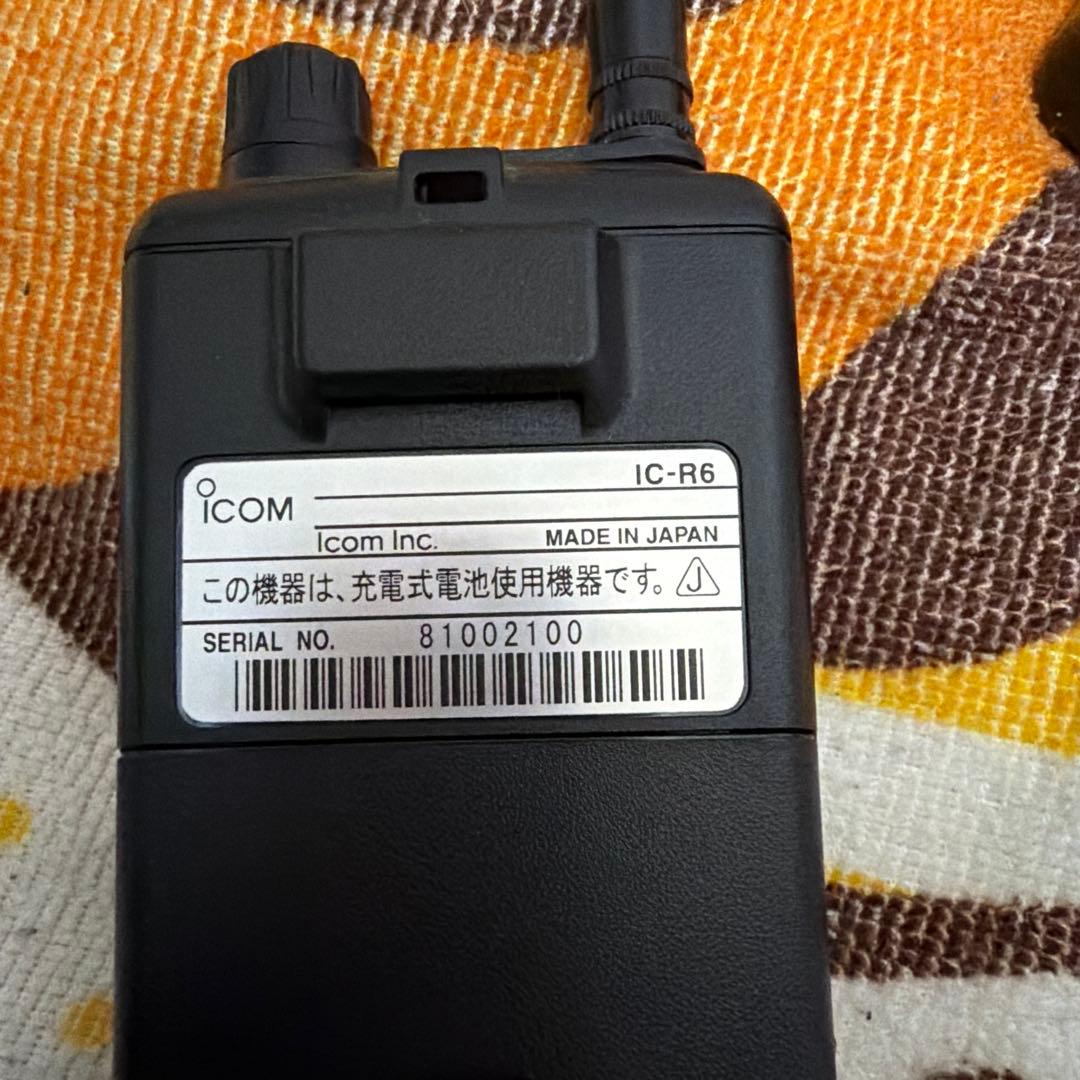 IC-R6
iCOM
Icom Inc. MADE IN JAPAN
この機器は、充電式電池使用機器です。 J
SERIAL NO. 81002100